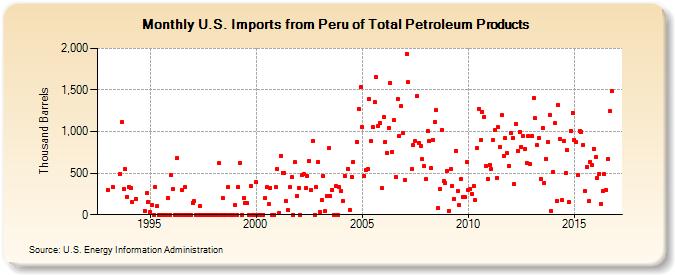 Monthly U.S. Imports from Peru of Total Petroleum Products
Thousand Barrels
2,000
1,500
1,000
500
0
1995 2000 2005 2010 2015
Source: U.S. Energy Information Administration